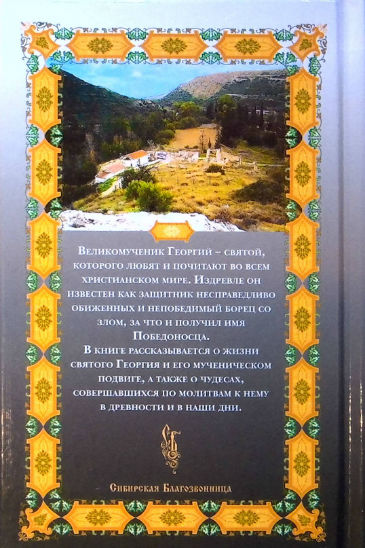 Великомученик Георгий – святой,
которого любят и почитают во всем
христианском мире. Издревле он
известен как защитник несправедливо
обиженных и непобедимый борец со
злом, за что и получил имя
Победоносца.
В книге рассказывается о жизни
святого Георгия и его мученическом
подвиге, а также о чудесах,
совершавшихся по молитвам к нему
в древности и в наши дни.
Сибирская Благозвонница